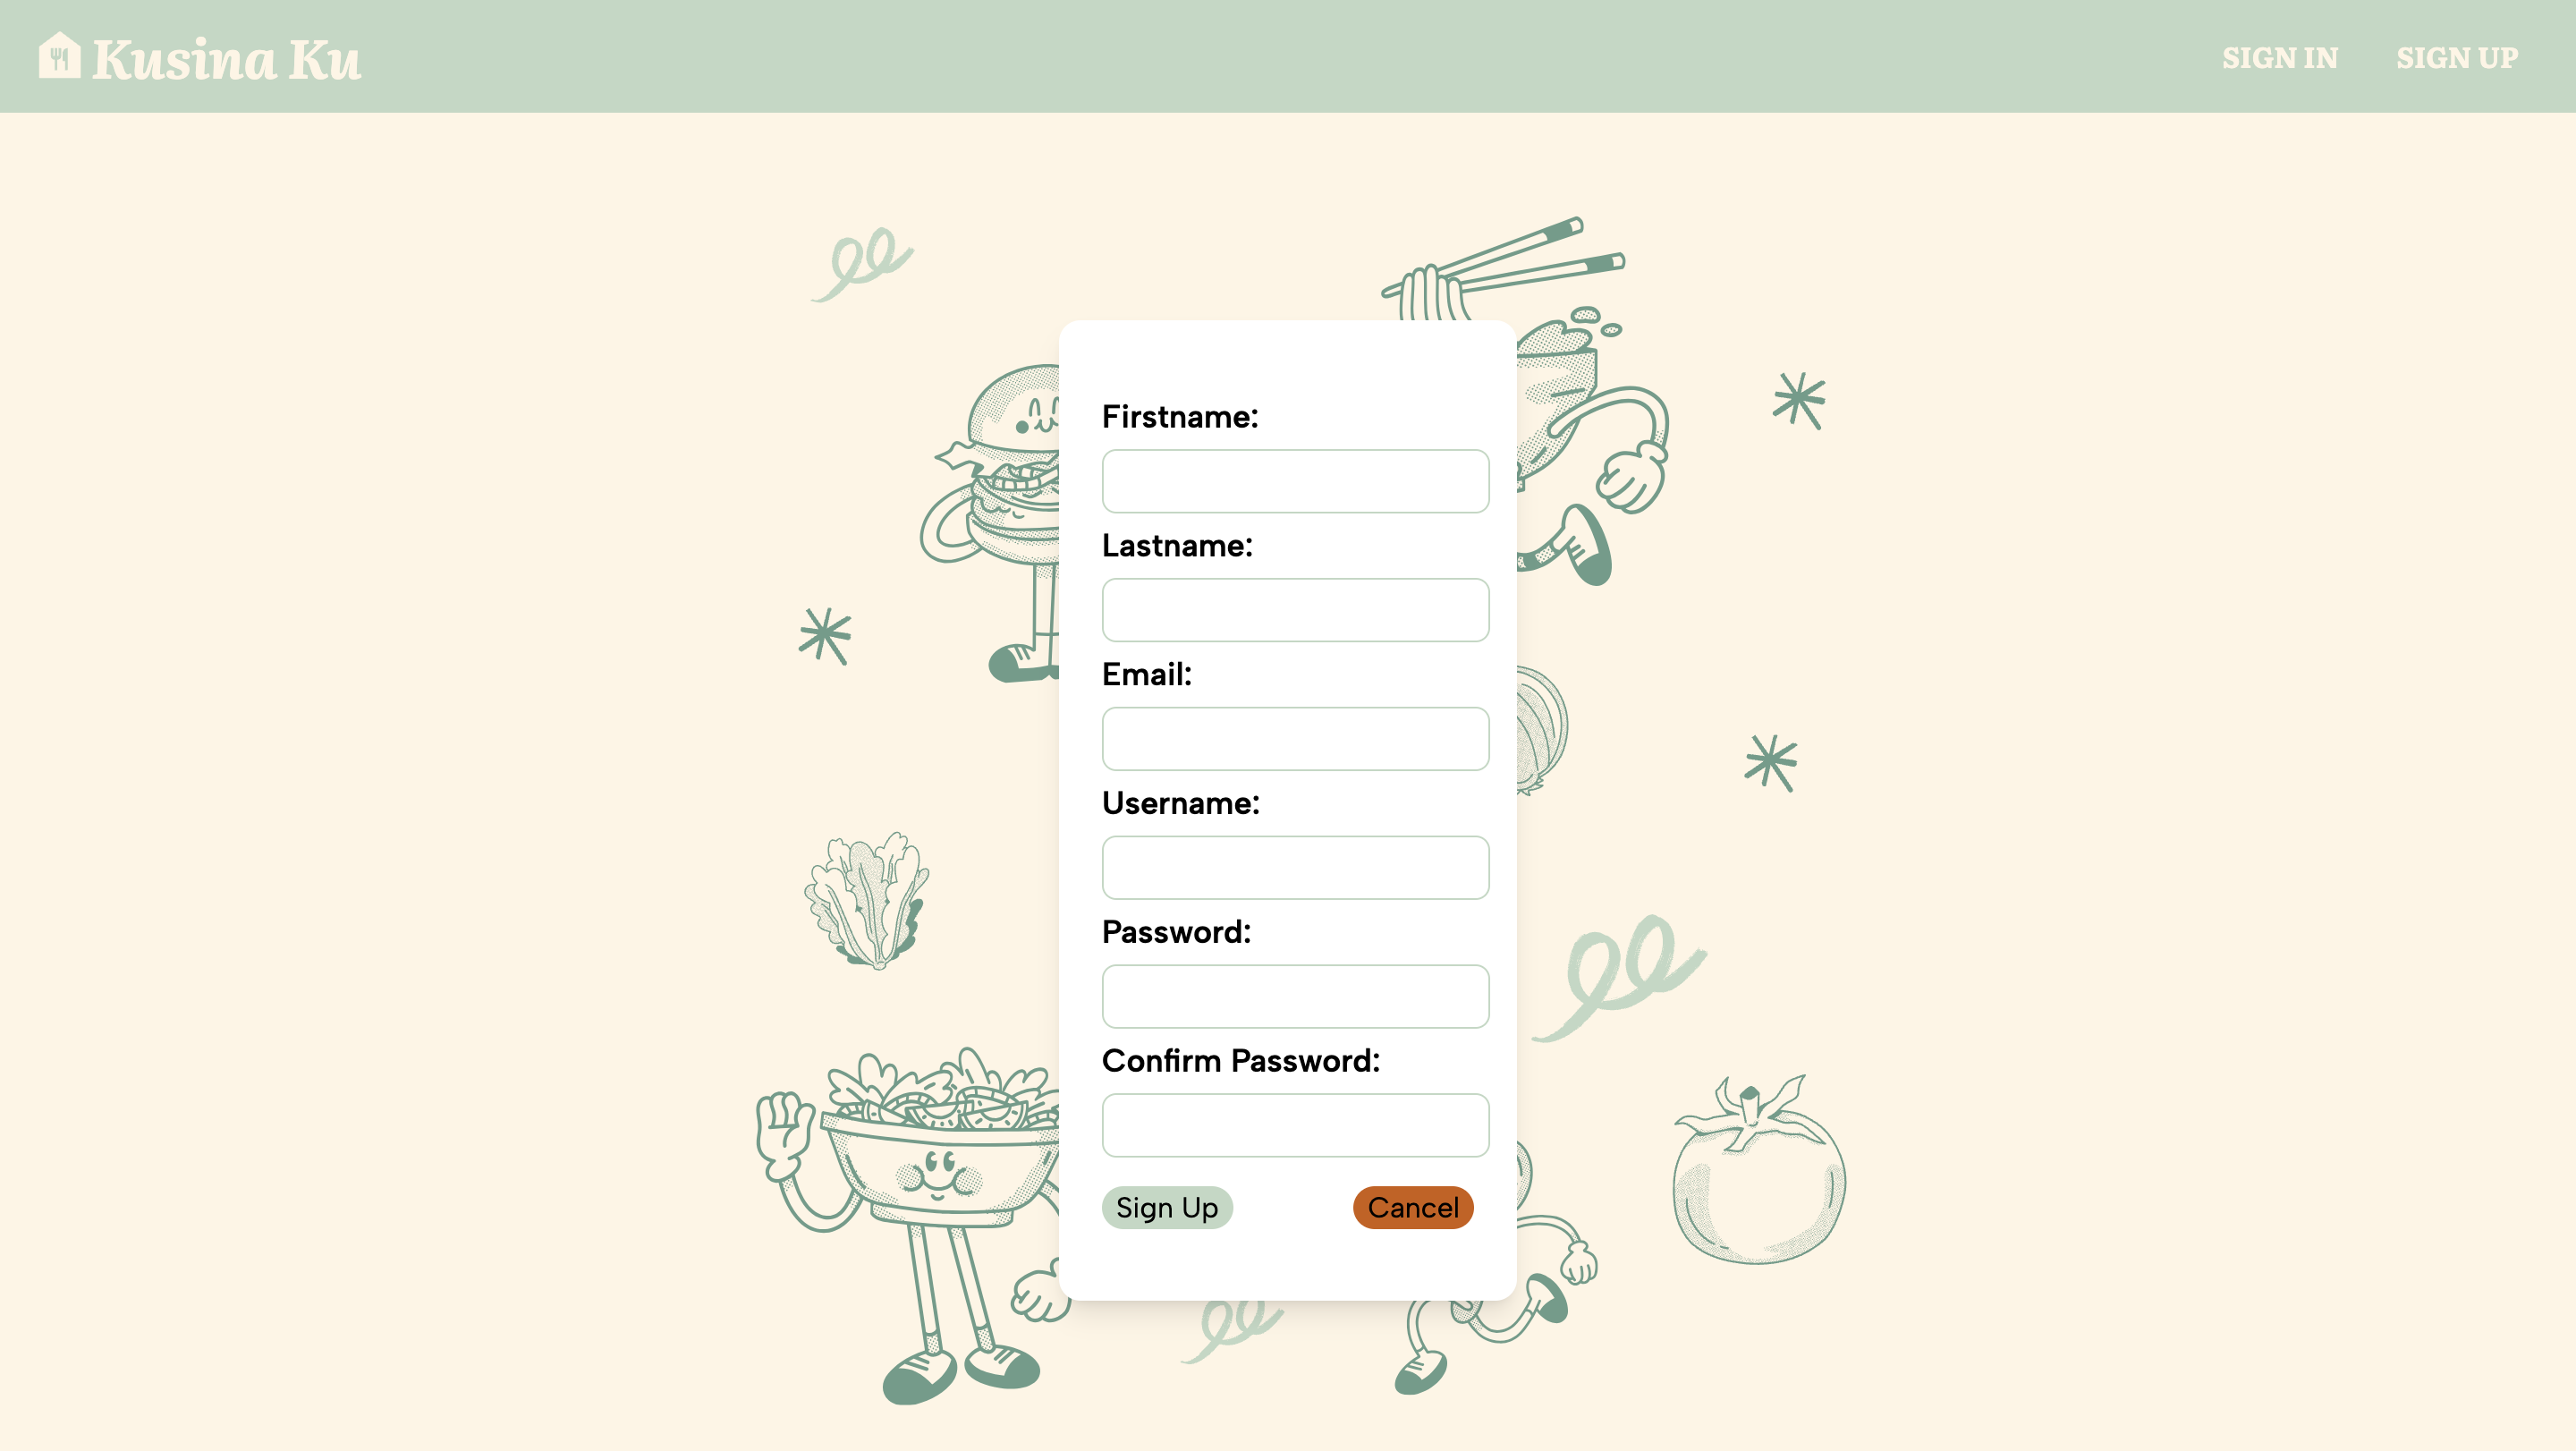 Kusina Ku
SIGN IN
SIGN UP
Firstname:
Lastname:
Email:
Username:
Password:
Confirm Password:
Sign Up
Cancel